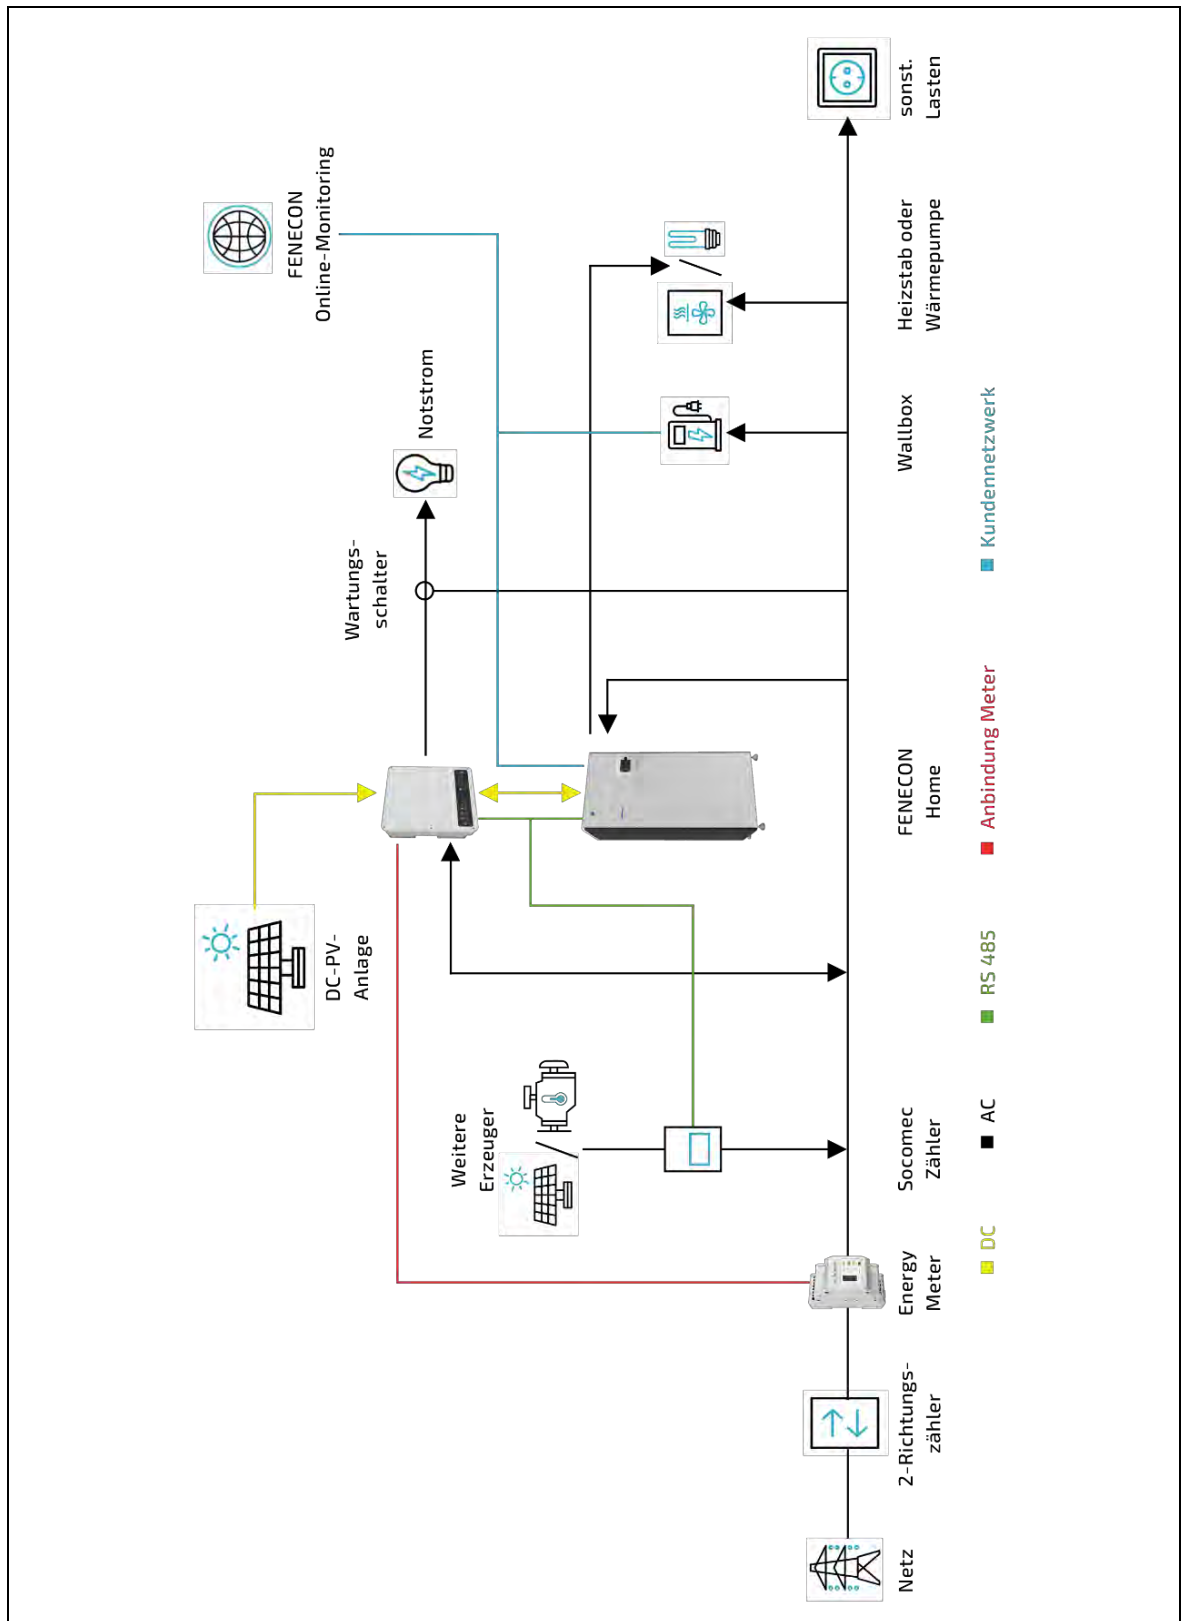 FENECON
Online-Monitoring
Notstrom
Wartungs-
schalter
DC-PV-
Anlage
Weitere
Erzeuger
Netz
2-Richtungs-
zähler
Energy
Meter
Socomec
Zähler
FENECON
Home
Wallbox
Heizstab oder
Wärmepumpe
sonst.
Lasten
DC
AC
RS 485
Anbindung Meter
Kundennetzwerk